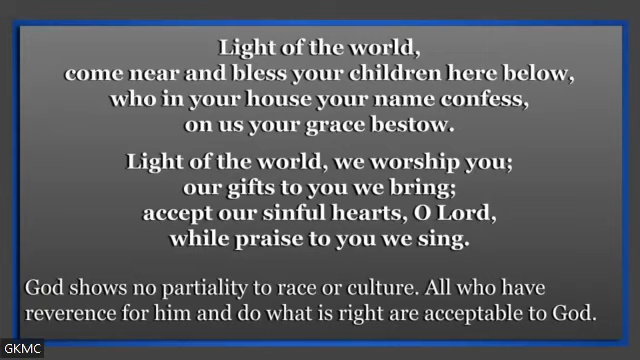 Light of the world,
come near and bless your children here below,
who in your house your name confess,
on us your grace bestow.
Light of the world, we worship you;
our gifts to you we bring;
accept our sinful hearts, O Lord,
while praise to you we sing.
God shows no partiality to race or culture. All who have
reverence for him and do what is right are acceptable to God.
GKMC